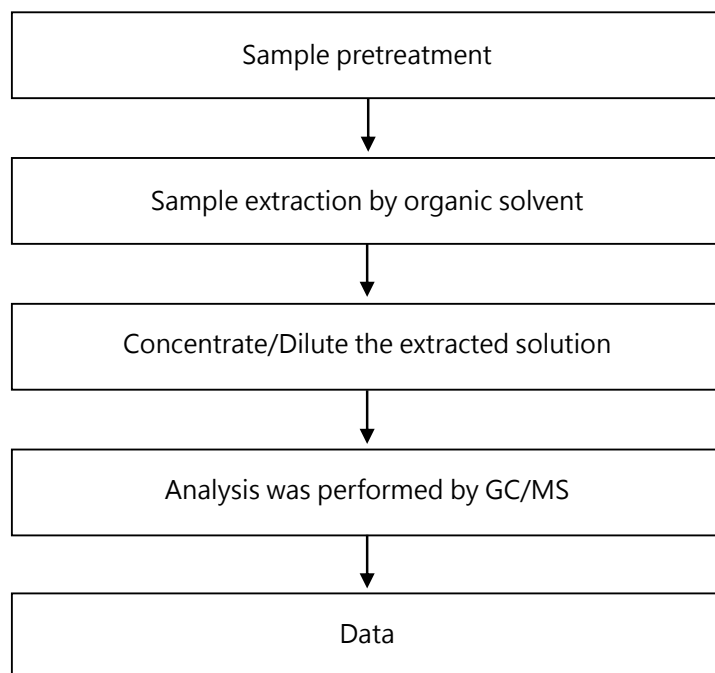 Sample pretreatment
Sample extraction by organic solvent
Concentrate/Dilute the extracted solution
Analysis was performed by GC/MS
Data